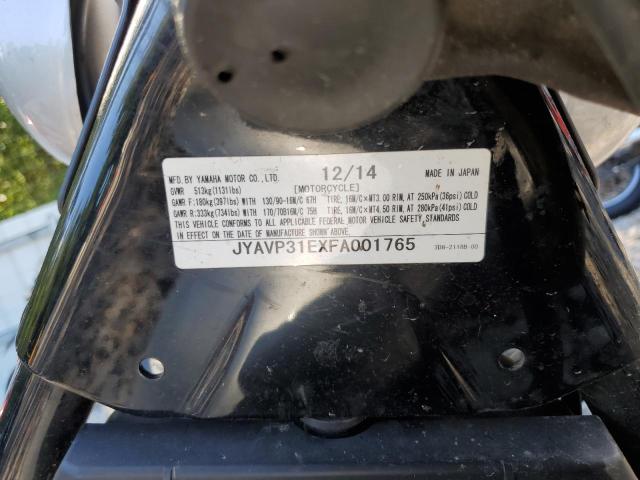 MFD.BY YAMAHA MOTOR CO.,LTD. 12/14 MADE IN JAPAN
GVWR 513kg(1131lbs) [MOTORCYCLE]
GAWR F:180kg(397lbs) WITH 130/90-16M/C 67H TIRE, 16M/C×MT3.00 RIM, AT 250kPa(36psi)COLD
GAWR R:333kg(734lbs) WITH 170/70B16M/C 75H TIRE, 16M/C×MT4.50 RIM, AT 280kPa(41psi)COLD
THIS VEHICLE CONFORMS TO ALL APPLICABLE FEDERAL MOTOR VEHICLE SAFETY STANDARDS IN EFFECT ON THE
DATE OF MANUFACTURE SHOWN ABOVE.
JYAVP31EXFA001765